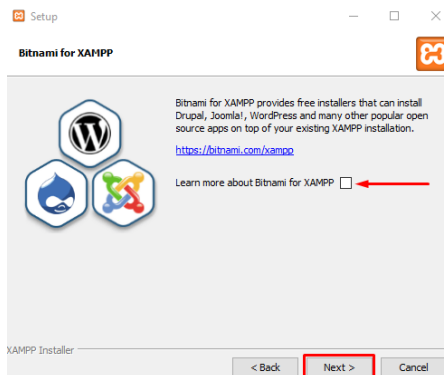 Setup
Bitnami for XAMPP
Bitnami for XAMPP provides free installers that can install
Drupal, Joomla!, WordPress and many other popular open
source apps on top of your existing XAMPP installation.
https://bitnami.com/xampp
Learn more about Bitnami for XAMPP
XAMPP Installer
< Back
Next >
Cancel